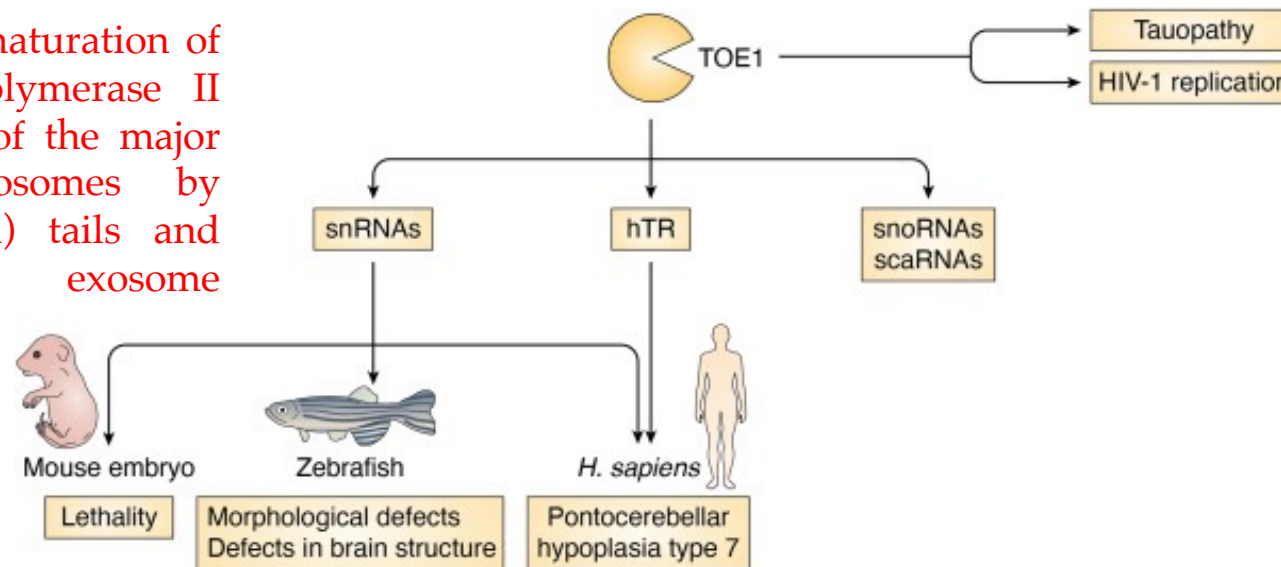 naturation of
olymerase II
of the major
osomes by
) tails and
exosome
TOE1
Tauopathy
HIV-1 replication
snRNAs
hTR
snoRNAs
scaRNAs
Mouse embryo
Zebrafish
H. sapiens
Lethality
Morphological defects
Defects in brain structure
Pontocerebellar
hypoplasia type 7